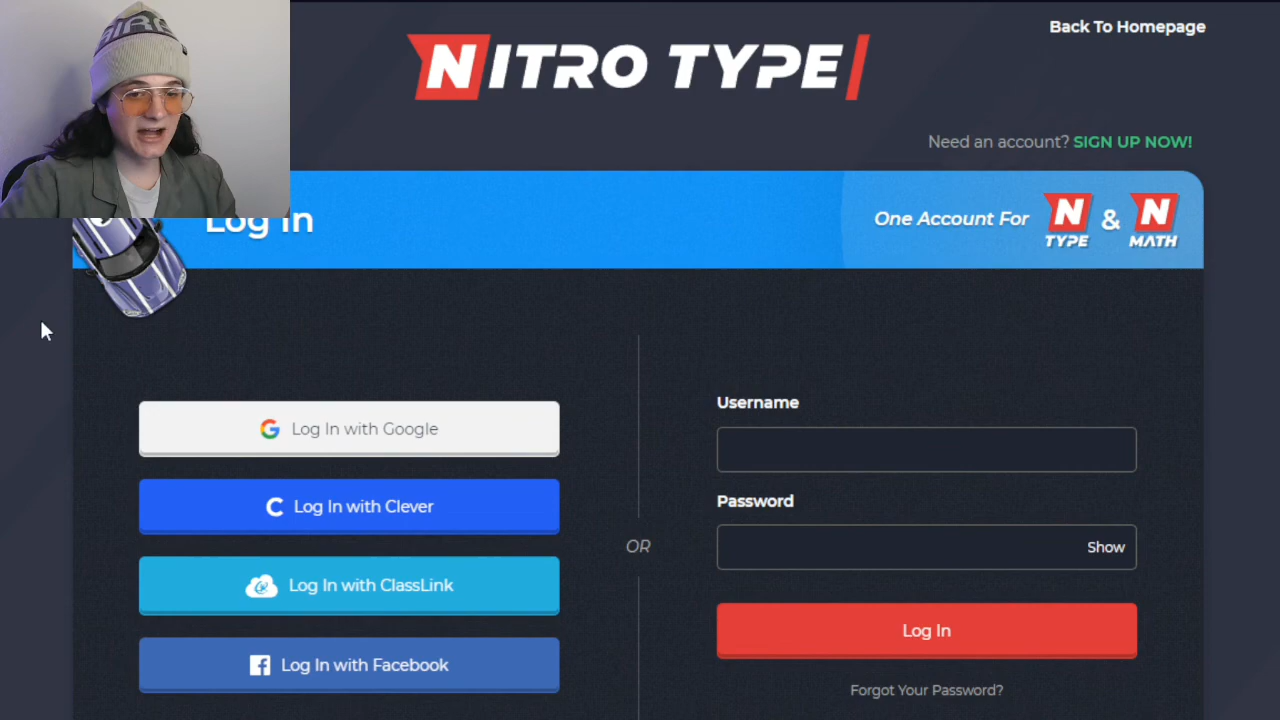 Back To Homepage
NITRO TYPE
Need an account? SIGN UP NOW!
Log In
One Account For N TYPE & N MATH
Log In with Google
Log In with Clever
Log In with ClassLink
Log In with Facebook
OR
Username
Password
Show
Log In
Forgot Your Password?